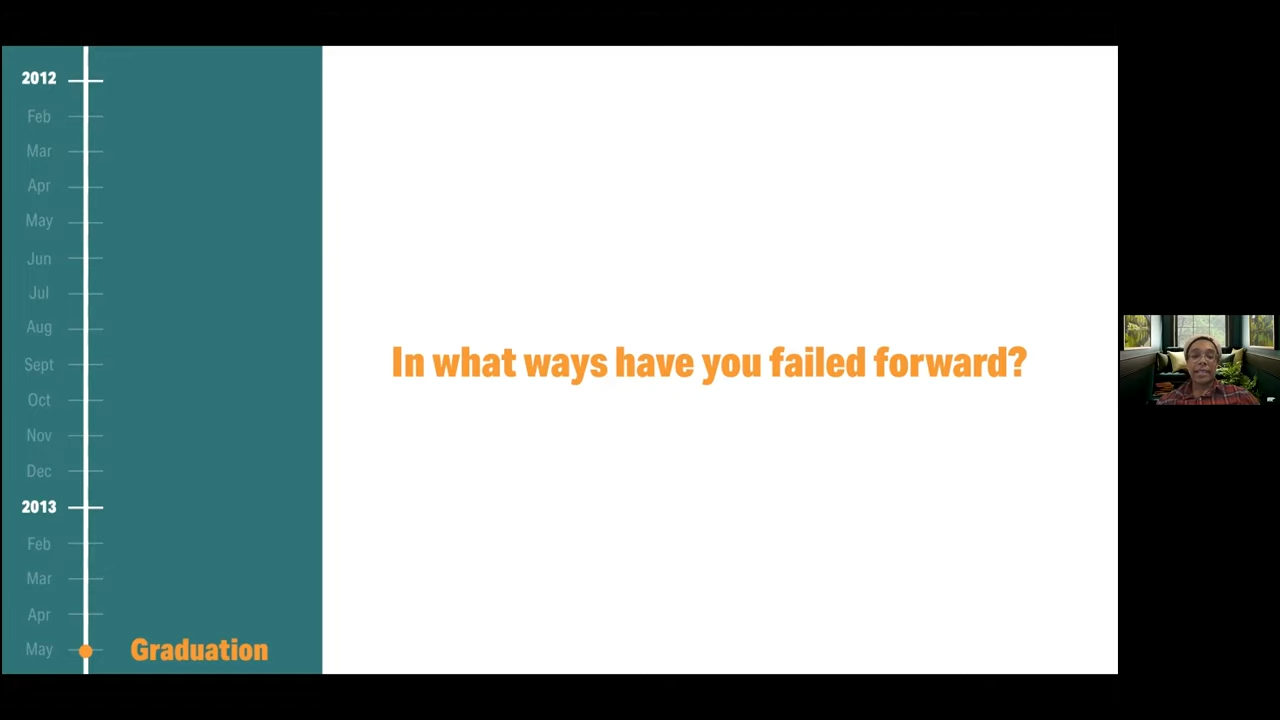 2012
Feb
Mar
Apr
May
Jun
Jul
Aug
Sept
Oct
Nov
Dec
2013
Feb
Mar
Apr
May
Graduation
In what ways have you failed forward?